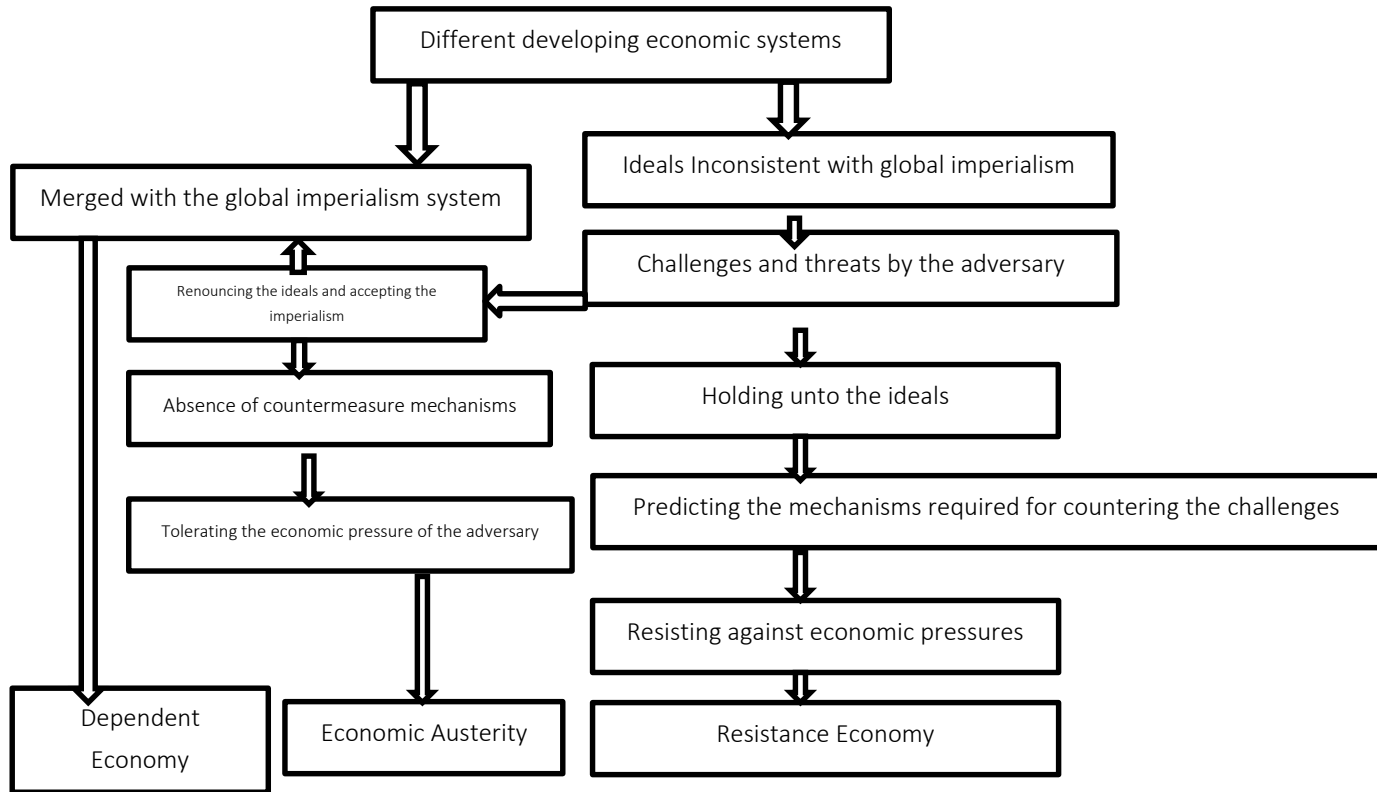 Different developing economic systems
Ideals Inconsistent with global imperialism
Merged with the global imperialism system
Challenges and threats by the adversary
Renouncing the ideals and accepting the
imperialism
Holding unto the ideals
Absence of countermeasure mechanisms
Predicting the mechanisms required for countering the challenges
Tolerating the economic pressure of the adversary
Resisting against economic pressures
Dependent
Economy
Economic Austerity
Resistance Economy